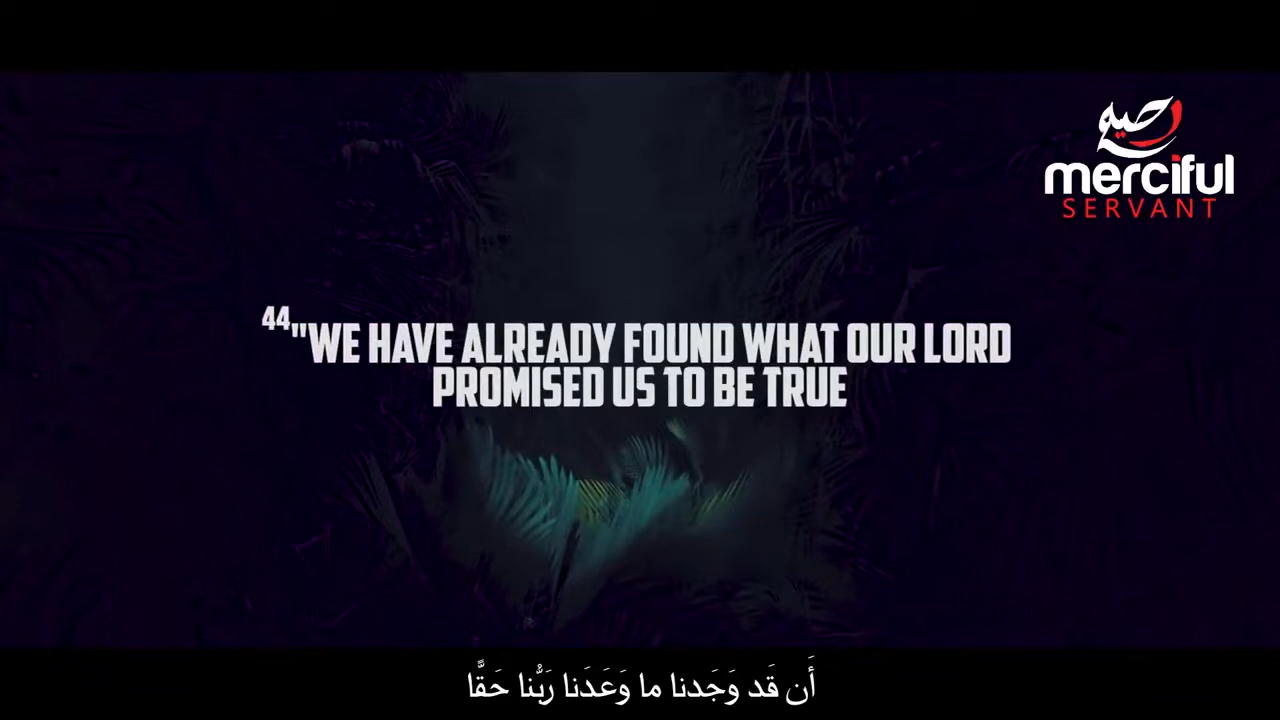 رحيم
merciful
SERVANT
44"WE HAVE ALREADY FOUND WHAT OUR LORD
PROMISED US TO BE TRUE
أَن قَد وَجَدنا ما وَعَدَنا رَبُّنا حَقًّا